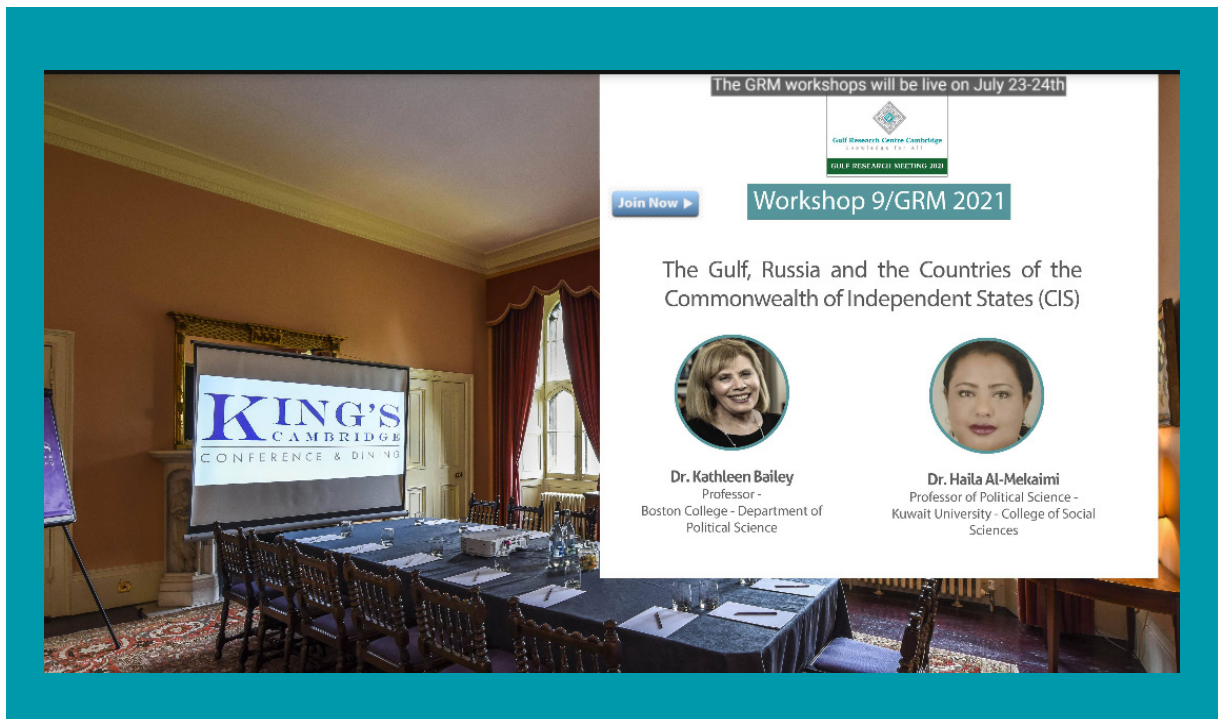 The GRM workshops will be live on July 23-24th
Gulf Research Centre Cambridge
Knowledge for All
GULF RESEARCH MEETING 2021
Join Now
Workshop 9/GRM 2021
The Gulf, Russia and the Countries of the
Commonwealth of Independent States (CIS)
Dr. Kathleen Bailey
Professor -
Boston College - Department of
Political Science
Dr. Haila Al-Mekaimi
Professor of Political Science -
Kuwait University - College of Social
Sciences
KING'S
CAMBRIDGE
CONFERENCE & DINING